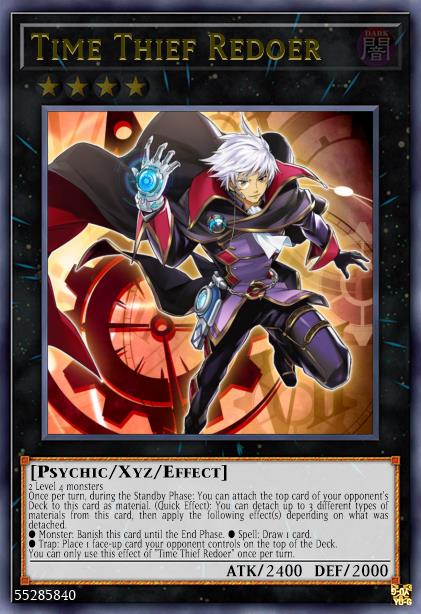 TIME THIEF REDOER
DARK
闇
[PSYCHIC/XYZ/EFFECT]
2 Level 4 monsters
Once per turn, during the Standby Phase: You can attach the top card of your opponent's
Deck to this card as material. (Quick Effect): You can detach up to 3 different types of
materials from this card, then apply the following effect(s) depending on what was
detached.
● Monster: Banish this card until the End Phase. ● Spell: Draw 1 card.
● Trap: Place 1 face-up card your opponent controls on the top of the Deck.
You can only use this effect of "Time Thief Redoer" once per turn.
ATK/2400 DEF/2000
55285840